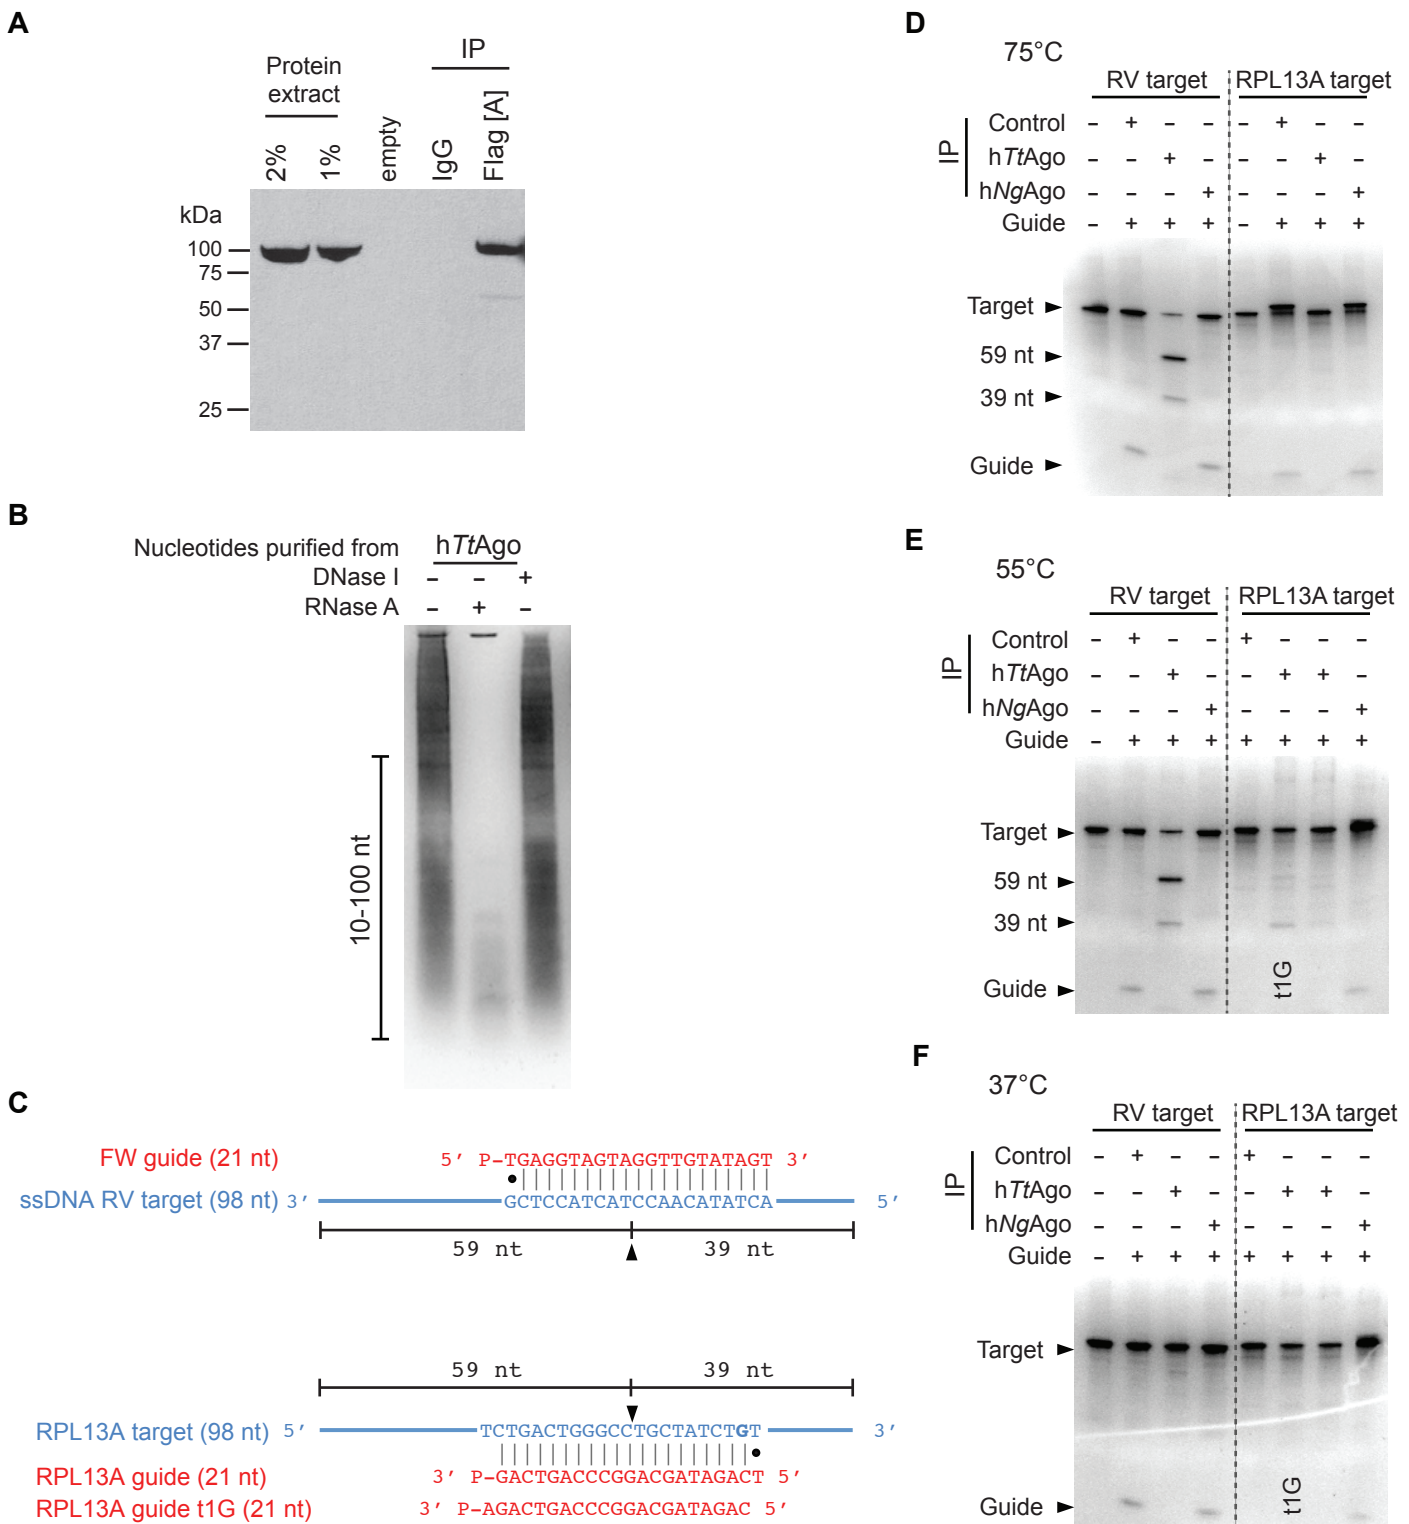 A
IP
Protein
extract
2%
1%
empty
IgG
Flag [A]
kDa
100
75
50
37
25
B
Nucleotides purified from hTtAgo
DNase I – – +
RNase A – + –
10-100 nt
C
FW guide (21 nt) 5′ P–TGAGGTAGTAGGTTGTATAGT 3′
ssDNA RV target (98 nt) 3′ GCTCCATCATCCAACATATCA 5′
59 nt 39 nt
59 nt 39 nt
RPL13A target (98 nt) 5′ TCTGACTGGGCCTGCTATCTGT 3′
RPL13A guide (21 nt) 3′ P–GACTGACCCGGACGATAGACT 5′
RPL13A guide t1G (21 nt) 3′ P–AGACTGACCCGGACGATAGAC 5′
D
75°C
RV target RPL13A target
IP
Control – + – – – + – –
hTtAgo – – + – – – + –
hNgAgo – – – + – – – +
Guide – + + + – + + +
Target
59 nt
39 nt
Guide
E
55°C
RV target RPL13A target
IP
Control – + – – + – – –
hTtAgo – – + – – + + –
hNgAgo – – – + – – – +
Guide – + + + + + + +
Target
59 nt
39 nt
t1G
Guide
F
37°C
RV target RPL13A target
IP
Control – + – – + – – –
hTtAgo – – + – – + + –
hNgAgo – – – + – – – +
Guide – + + + + + + +
Target
t1G
Guide